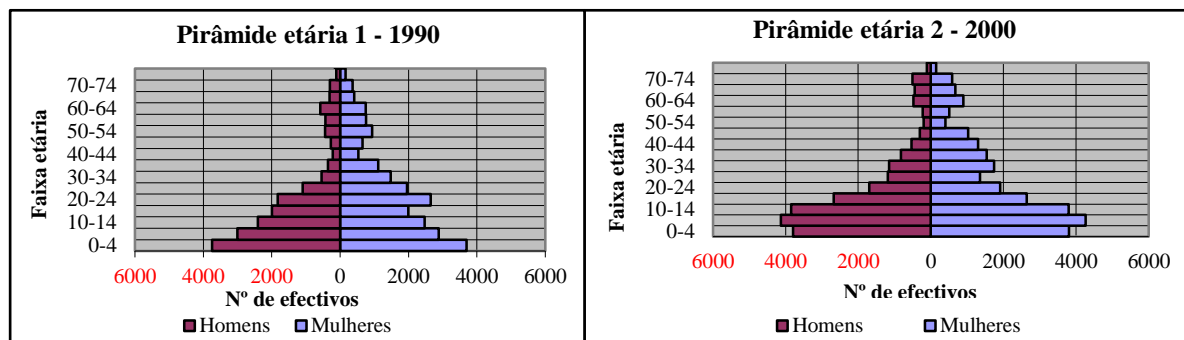 Pirâmide etária 1 - 1990
Faixa etária
70-74
60-64
50-54
40-44
30-34
20-24
10-14
0-4
6000 4000 2000 0 2000 4000 6000
Nº de efectivos
Homens Mulheres
Pirâmide etária 2 - 2000
Faixa etária
70-74
60-64
50-54
40-44
30-34
20-24
10-14
0-4
6000 4000 2000 0 2000 4000 6000
Nº de efectivos
Homens Mulheres